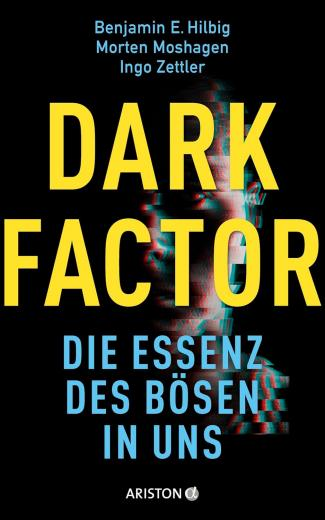 Benjamin E. Hilbig
Morten Moshagen
Ingo Zettler
DARK
FACTOR
DIE ESSENZ
DES BÖSEN
IN UNS
ARISTON